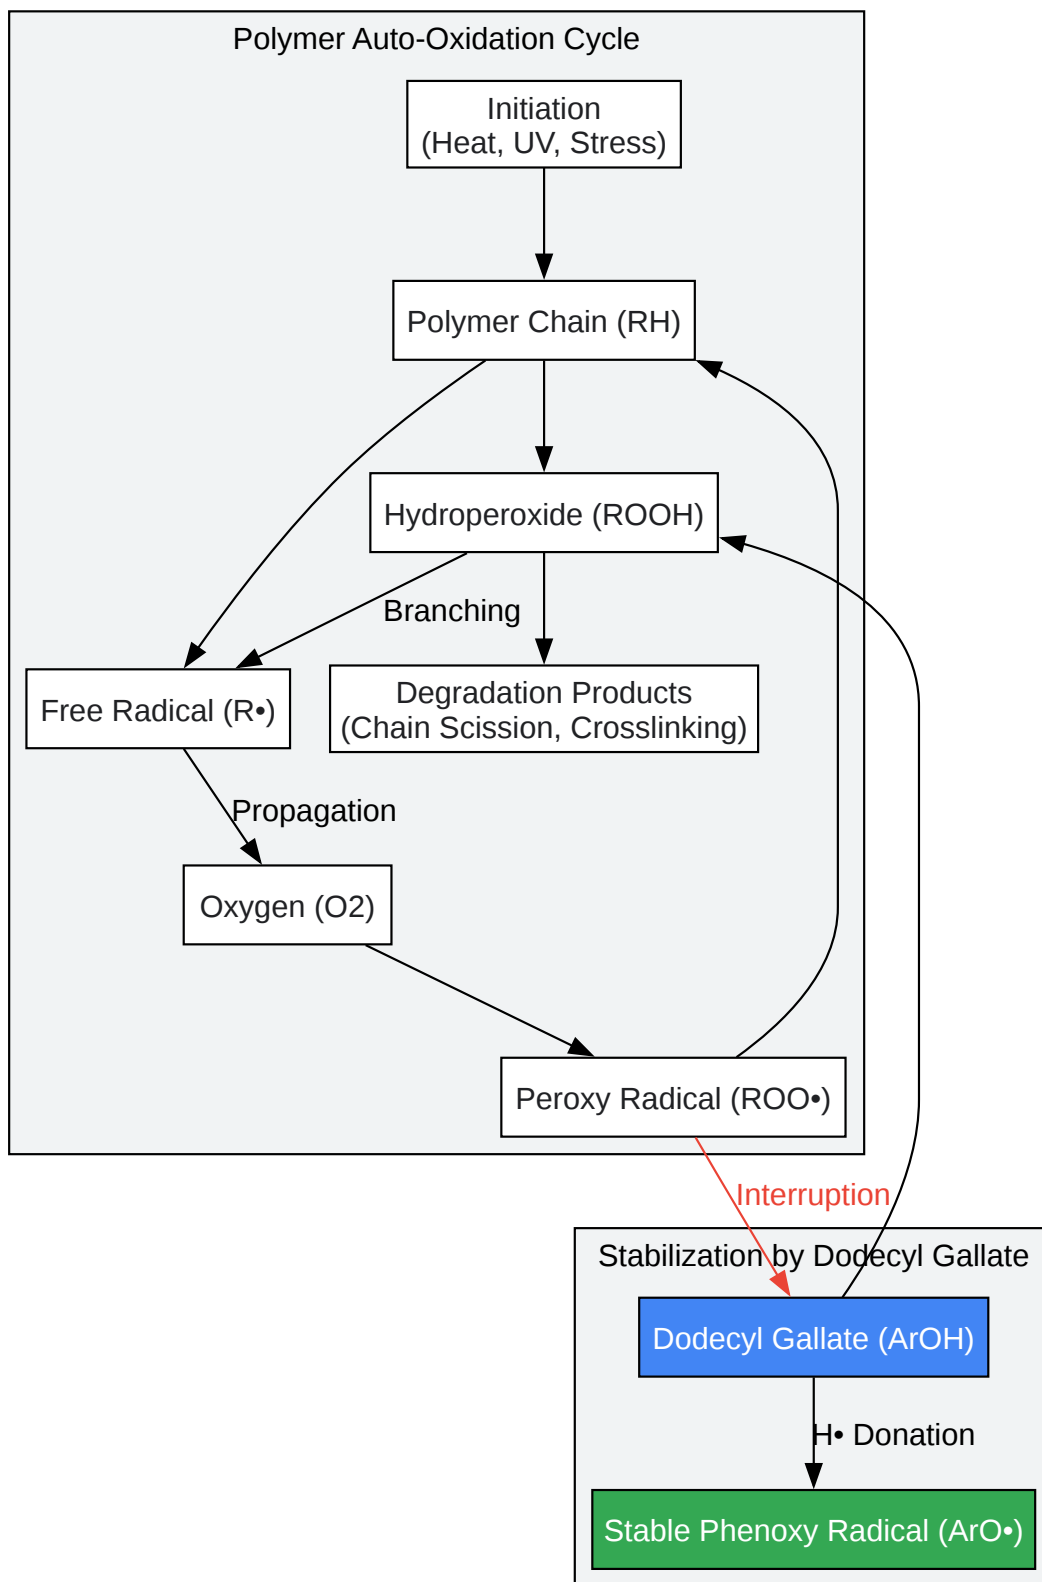 Polymer Auto-Oxidation Cycle
Initiation
(Heat, UV, Stress)
Polymer Chain (RH)
Hydroperoxide (ROOH)
Branching
Degradation Products
(Chain Scission, Crosslinking)
Free Radical (R•)
Propagation
Oxygen (O2)
Peroxy Radical (ROO•)
Interruption
Stabilization by Dodecyl Gallate
Dodecyl Gallate (ArOH)
H• Donation
Stable Phenoxy Radical (ArO•)